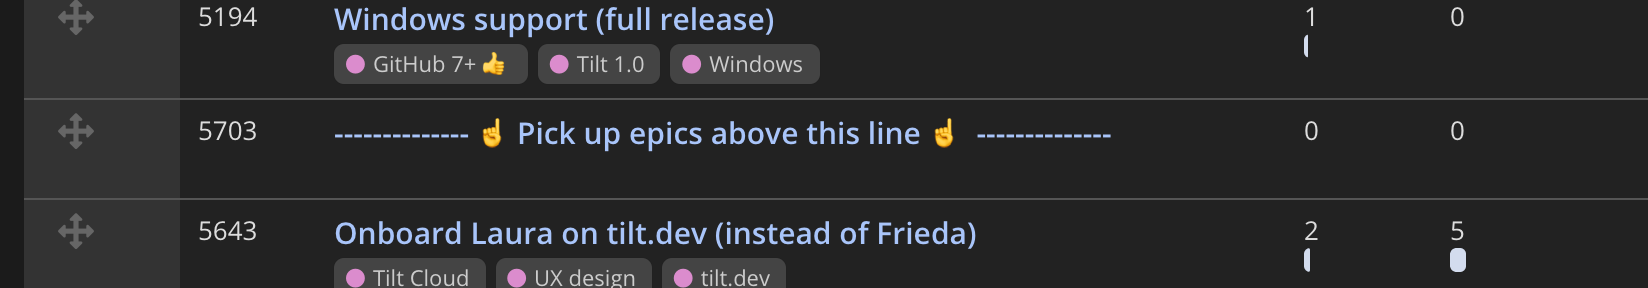 5194 Windows support (full release) 1 0
GitHub 7+ 👍 Tilt 1.0 Windows
5703 -------------- ☝ Pick up epics above this line ☝ -------------- 0 0
5643 Onboard Laura on tilt.dev (instead of Frieda) 2 5
Tilt Cloud UX design tilt.dev